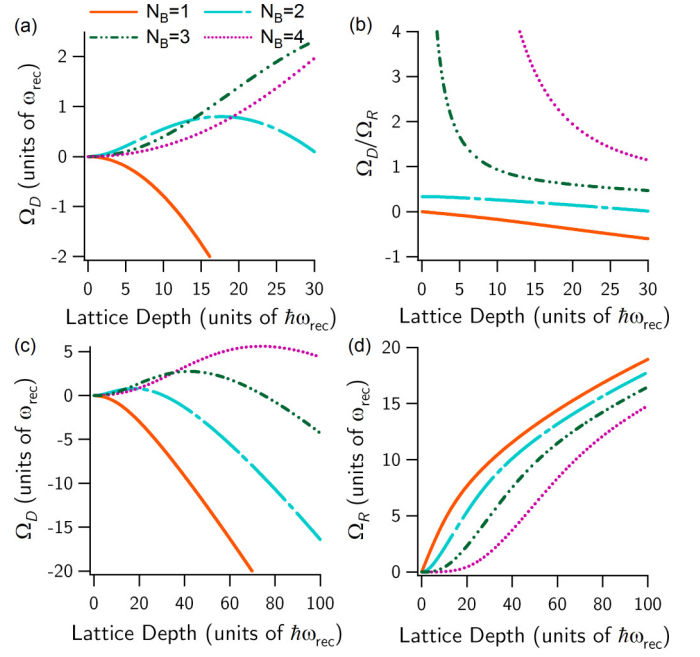 (a) N_B=1 N_B=2
N_B=3 N_B=4
(b)
Ω_D (units of ω_rec)
2
1
0
-1
-2
0 5 10 15 20 25 30
Lattice Depth (units of ℏω_rec)
Ω_D/Ω_R
4
3
2
1
0
-1
0 5 10 15 20 25 30
Lattice Depth (units of ℏω_rec)
(c)
Ω_D (units of ω_rec)
5
0
-5
-10
-15
-20
0 20 40 60 80 100
Lattice Depth (units of ℏω_rec)
(d)
Ω_R (units of ω_rec)
20
15
10
5
0
0 20 40 60 80 100
Lattice Depth (units of ℏω_rec)